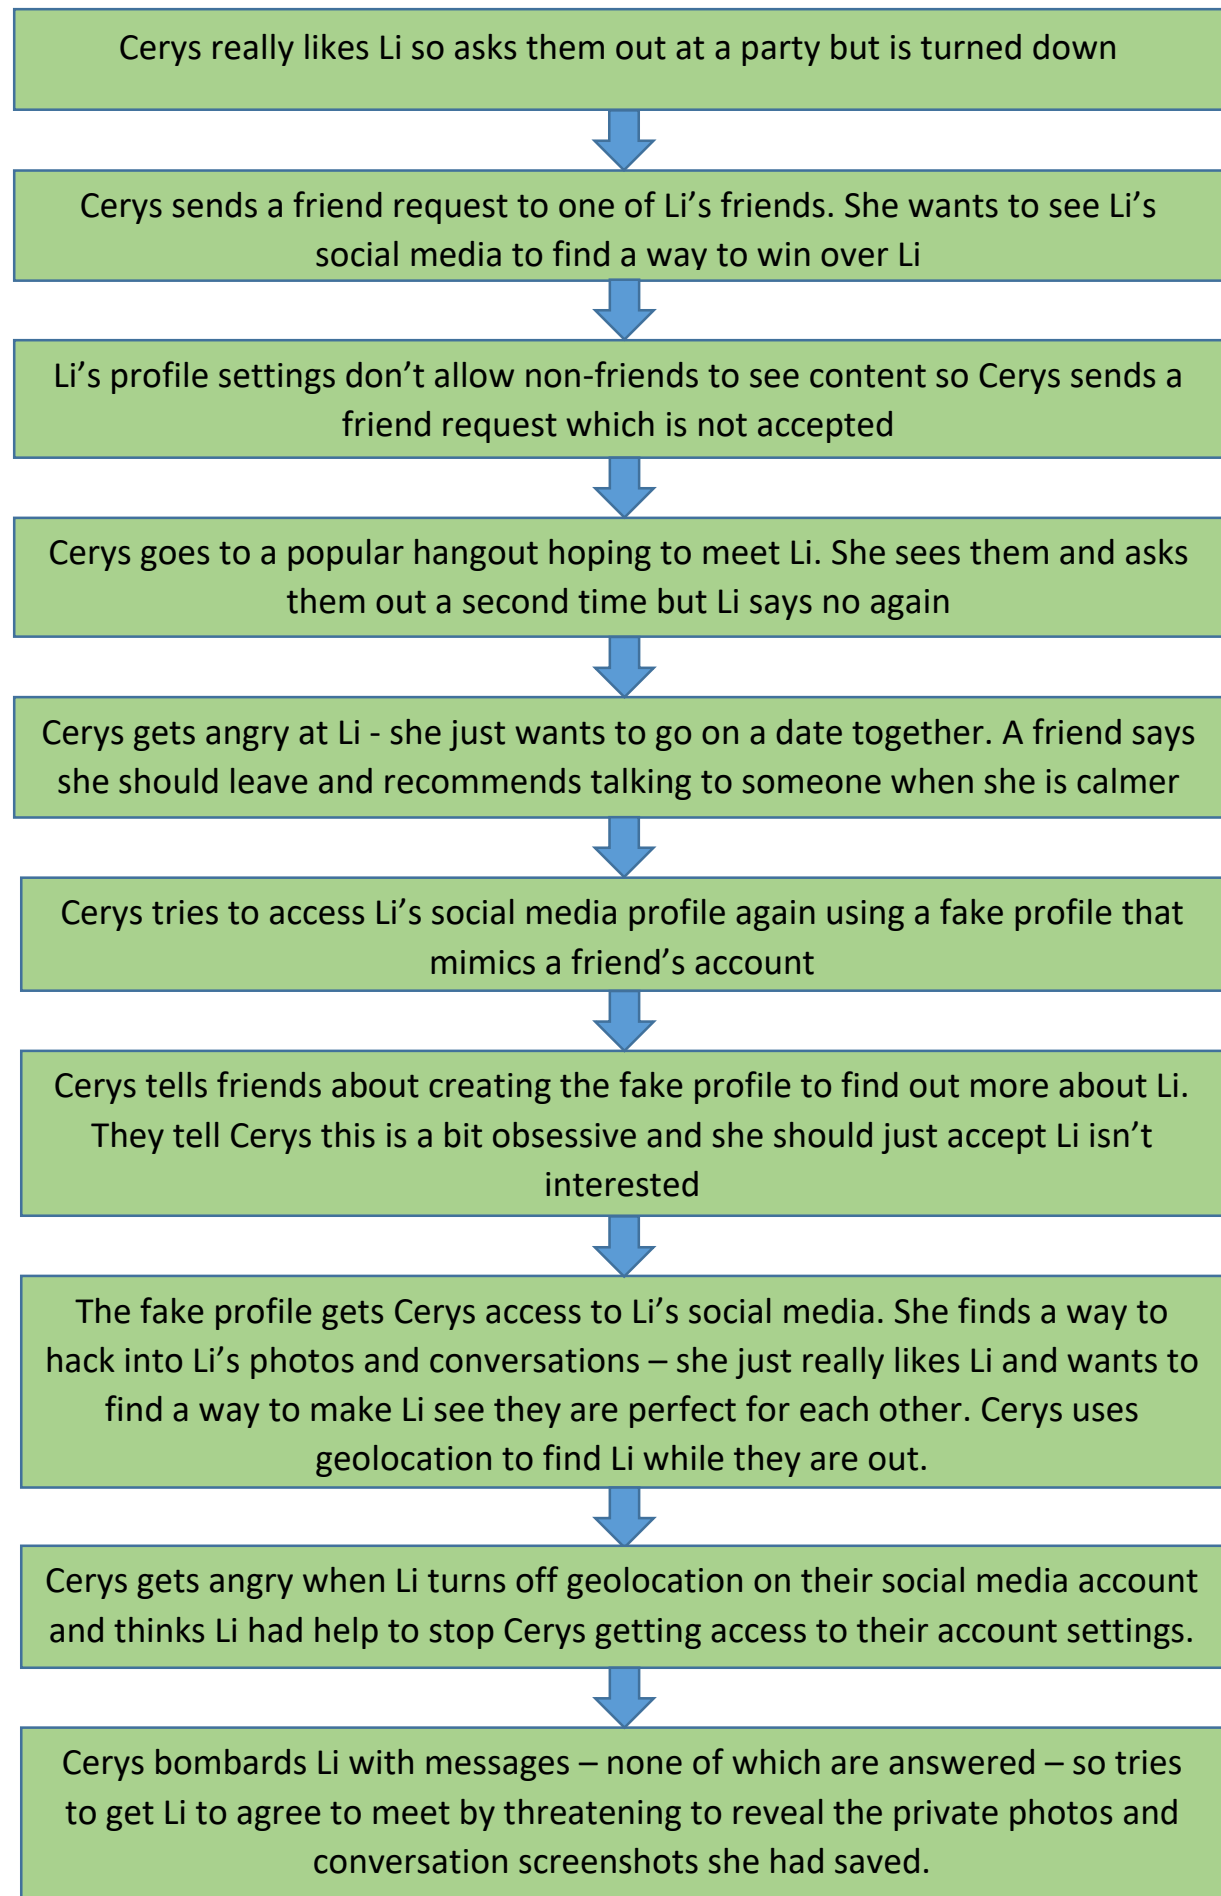 Cerys really likes Li so asks them out at a party but is turned down
Cerys sends a friend request to one of Li’s friends. She wants to see Li’s
social media to find a way to win over Li
Li’s profile settings don’t allow non-friends to see content so Cerys sends a
friend request which is not accepted
Cerys goes to a popular hangout hoping to meet Li. She sees them and asks
them out a second time but Li says no again
Cerys gets angry at Li - she just wants to go on a date together. A friend says
she should leave and recommends talking to someone when she is calmer
Cerys tries to access Li’s social media profile again using a fake profile that
mimics a friend’s account
Cerys tells friends about creating the fake profile to find out more about Li.
They tell Cerys this is a bit obsessive and she should just accept Li isn’t
interested
The fake profile gets Cerys access to Li’s social media. She finds a way to
hack into Li’s photos and conversations – she just really likes Li and wants to
find a way to make Li see they are perfect for each other. Cerys uses
geolocation to find Li while they are out.
Cerys gets angry when Li turns off geolocation on their social media account
and thinks Li had help to stop Cerys getting access to their account settings.
Cerys bombards Li with messages – none of which are answered – so tries
to get Li to agree to meet by threatening to reveal the private photos and
conversation screenshots she had saved.